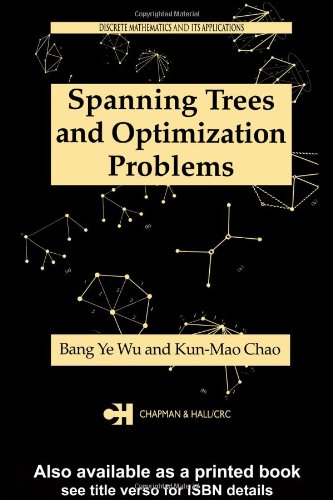 DISCRETE MATHEMATICS AND ITS APPLICATIONS
Spanning Trees
and Optimization
Problems
Bang Ye Wu and Kun-Mao Chao
CH CHAPMAN & HALL/CRC
Also available as a printed book
see title verso for ISBN details